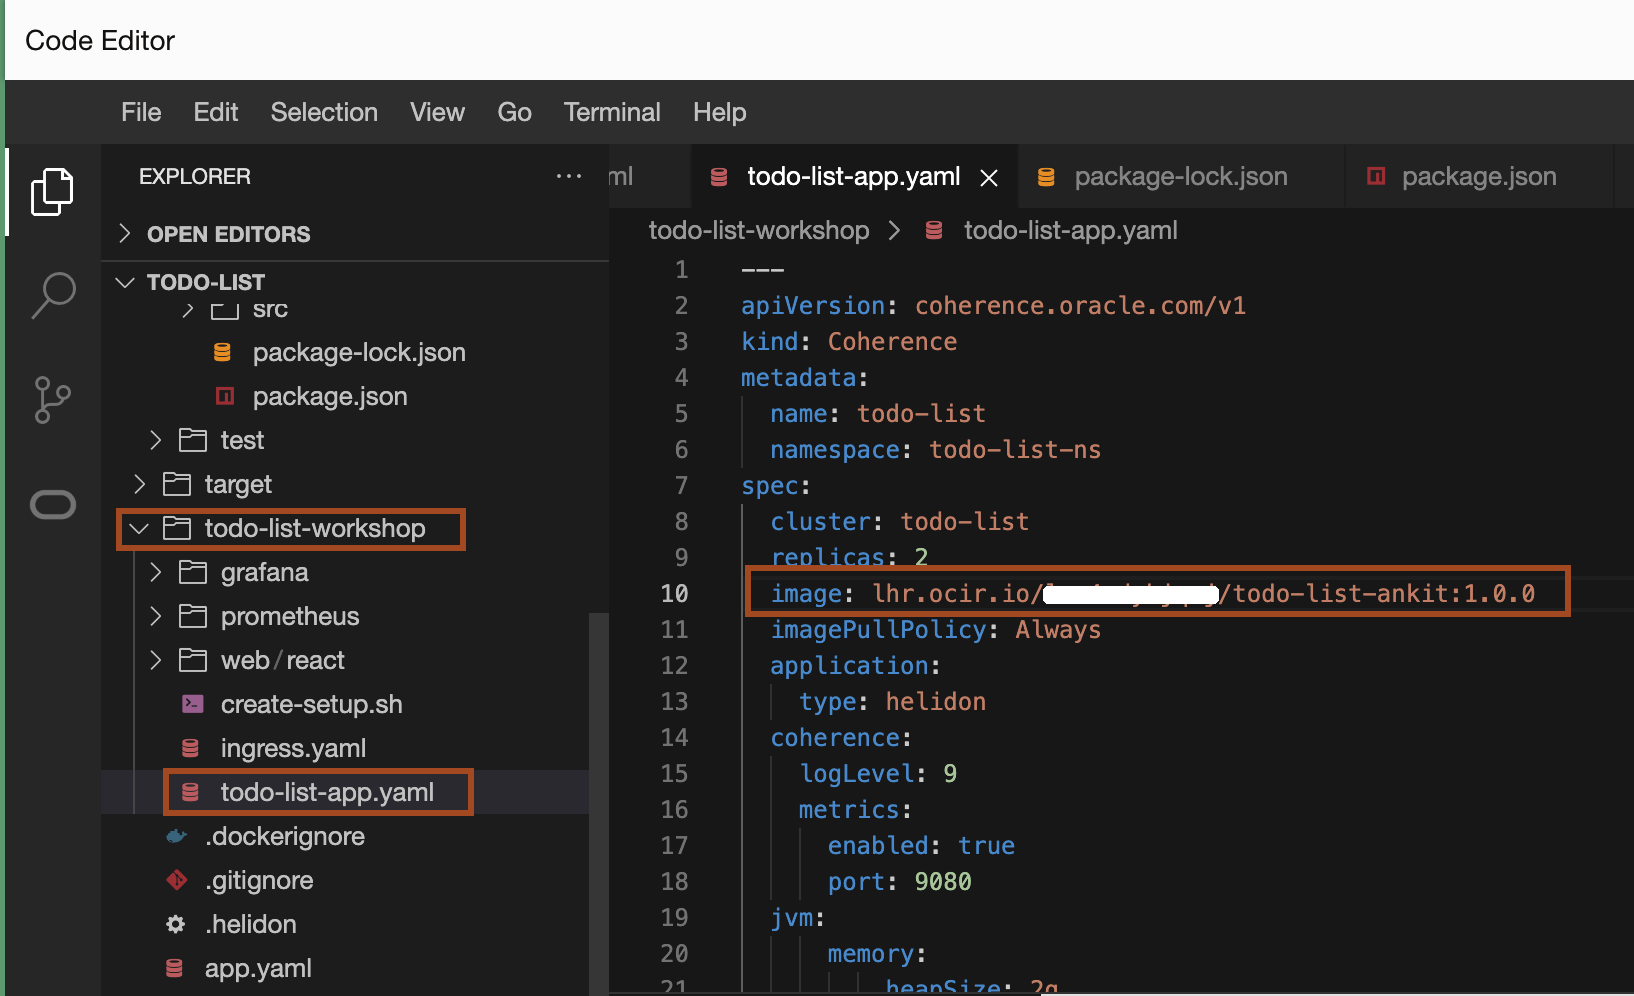 Code Editor
File Edit Selection View Go Terminal Help
EXPLORER ...
OPEN EDITORS
TODO-LIST
src
package-lock.json
package.json
test
target
todo-list-workshop
grafana
prometheus
web/react
create-setup.sh
ingress.yaml
todo-list-app.yaml
.dockerignore
.gitignore
.helidon
app.yaml
ml todo-list-app.yaml package-lock.json package.json
todo-list-workshop > todo-list-app.yaml
1 ---
2 apiVersion: coherence.oracle.com/v1
3 kind: Coherence
4 metadata:
5 name: todo-list
6 namespace: todo-list-ns
7 spec:
8 cluster: todo-list
9 replicas: 2
10 image: lhr.ocir.io/ /todo-list-ankit:1.0.0
11 imagePullPolicy: Always
12 application:
13 type: helidon
14 coherence:
15 logLevel: 9
16 metrics:
17 enabled: true
18 port: 9080
19 jvm:
20 memory:
21 heapSize: 2g